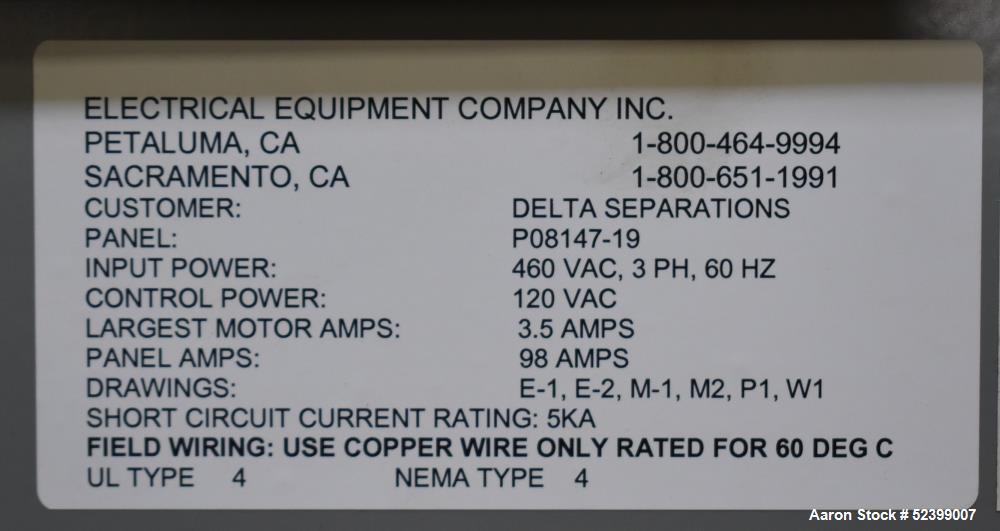 ELECTRICAL EQUIPMENT COMPANY INC.
PETALUMA, CA 1-800-464-9994
SACRAMENTO, CA 1-800-651-1991
CUSTOMER: DELTA SEPARATIONS
PANEL: P08147-19
INPUT POWER: 460 VAC, 3 PH, 60 HZ
CONTROL POWER: 120 VAC
LARGEST MOTOR AMPS: 3.5 AMPS
PANEL AMPS: 98 AMPS
DRAWINGS: E-1, E-2, M-1, M2, P1, W1
SHORT CIRCUIT CURRENT RATING: 5KA
FIELD WIRING: USE COPPER WIRE ONLY RATED FOR 60 DEG C
UL TYPE 4 NEMA TYPE 4
Aaron Stock # 52399007